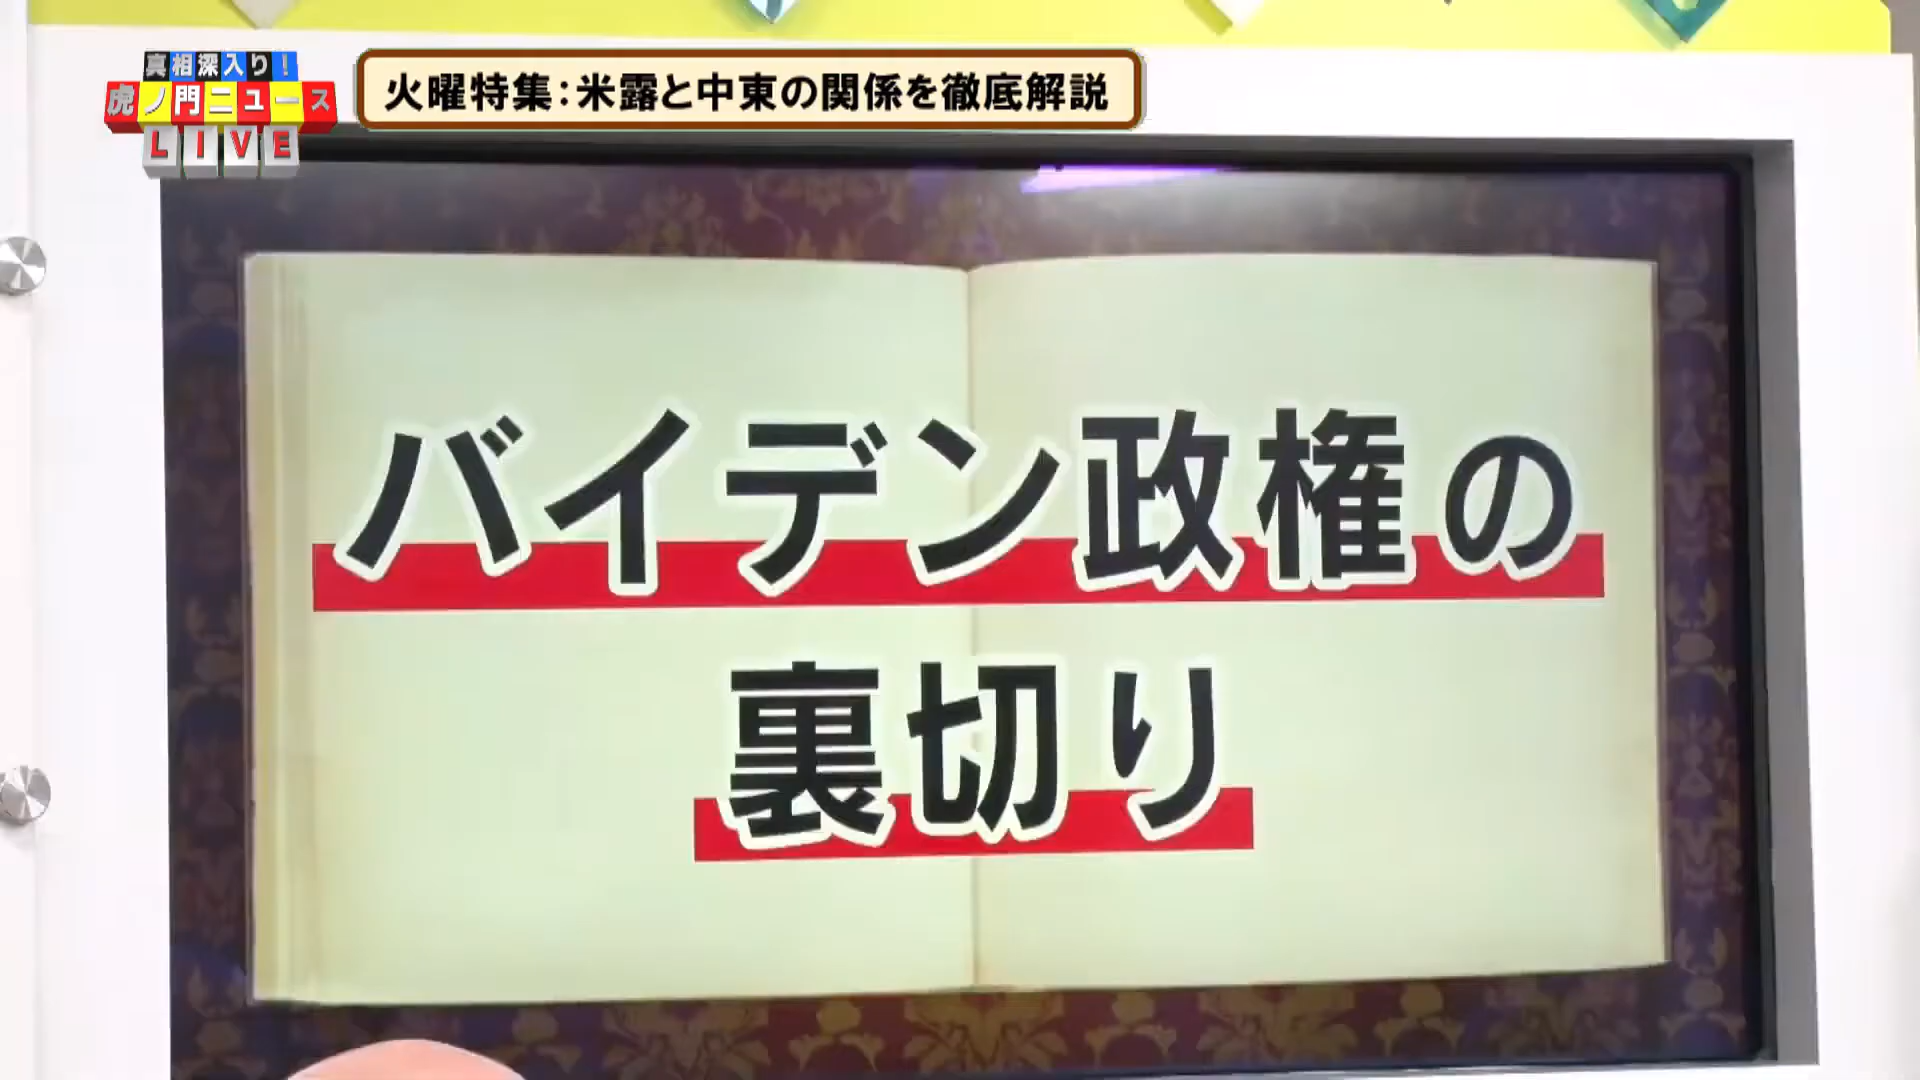 真相深入り!
虎ノ門ニュース
LIVE
火曜特集:米露と中東の関係を徹底解説
バイデン政権の
裏切り